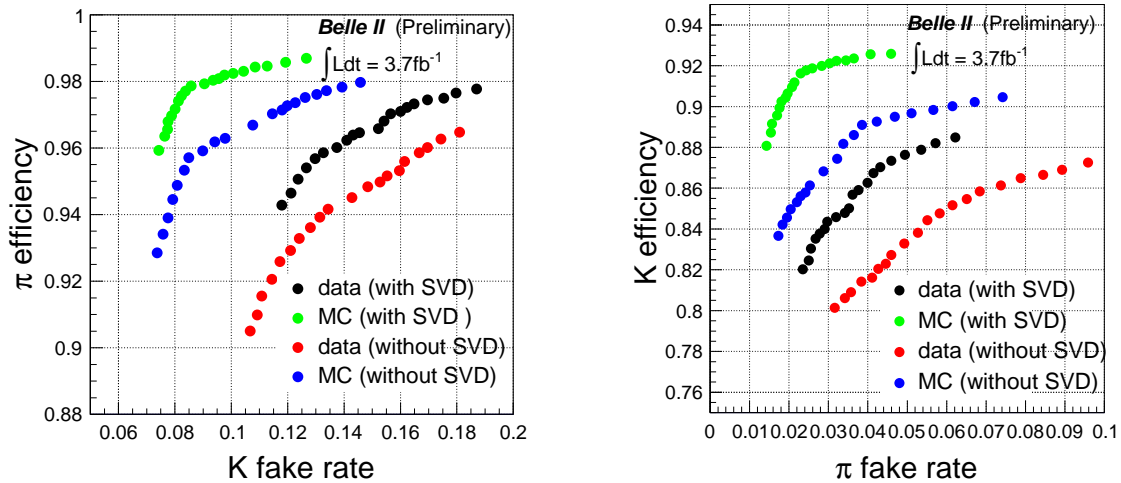 Belle II (Preliminary)
∫Ldt = 3.7fb⁻¹
0.98
0.96
0.94
0.92
0.9
0.88
π efficiency
data (with SVD)
MC (with SVD )
data (without SVD)
MC (without SVD)
0.06 0.08 0.1 0.12 0.14 0.16 0.18 0.2
K fake rate
Belle II (Preliminary)
∫Ldt = 3.7fb⁻¹
0.94
0.92
0.9
0.88
0.86
0.84
0.82
0.8
0.78
0.76
K efficiency
data (with SVD)
MC (with SVD)
data (without SVD)
MC (without SVD)
0 0.01 0.02 0.03 0.04 0.05 0.06 0.07 0.08 0.09 0.1
π fake rate